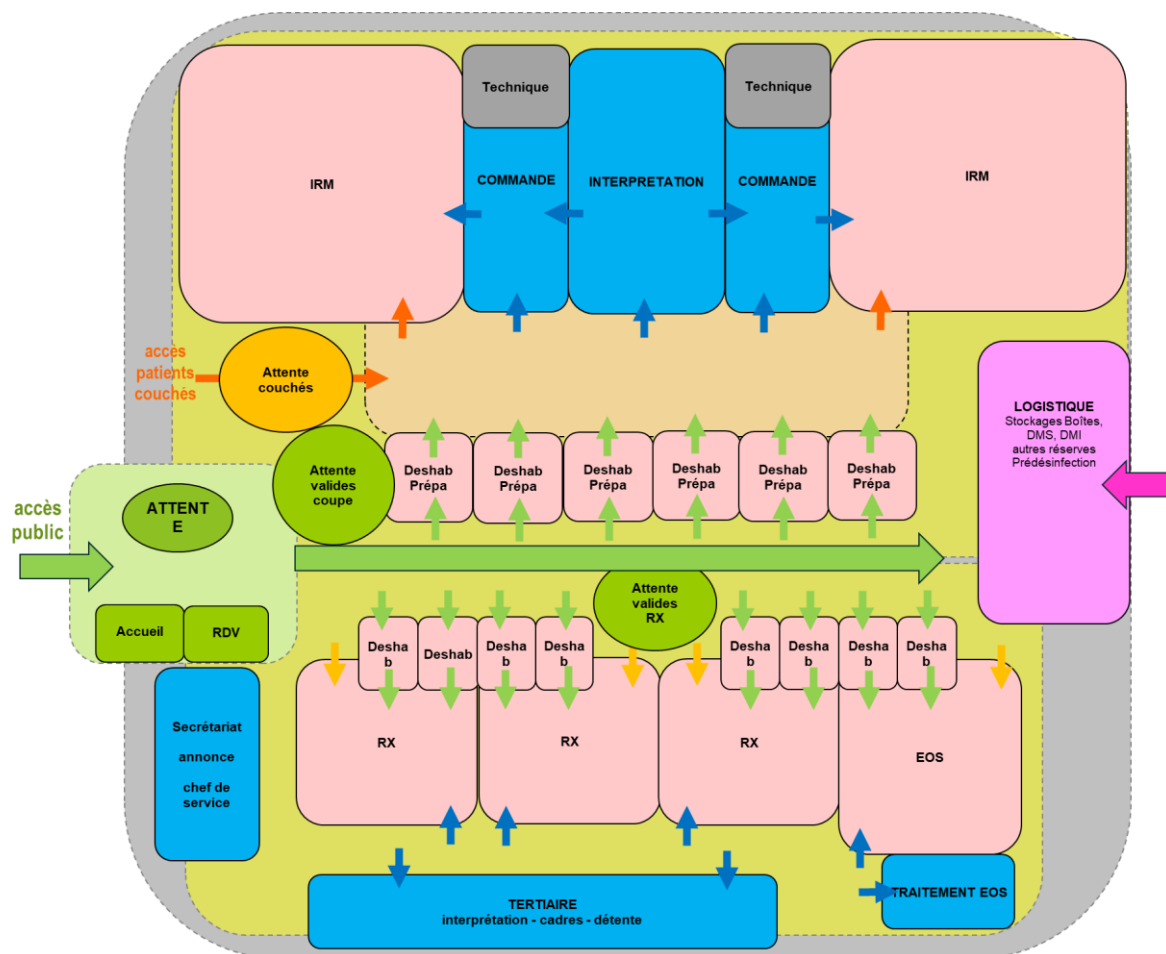 Technique
Technique
IRM
COMMANDE
INTERPRETATION
COMMANDE
IRM
accès
patients
couchés
Attente
couchés
LOGISTIQUE
Stockages Boîtes,
DMS, DMI
autres réserves
Prédésinfection
Attente
valides
coupe
Deshab
Prépa
Deshab
Prépa
Deshab
Prépa
Deshab
Prépa
Deshab
Prépa
Deshab
Prépa
accès
public
ATTENT
E
Accueil
RDV
Attente
valides
RX
Desha
b
Deshab
Desha
b
Desha
b
Desha
b
Desha
b
Desha
b
Desha
b
Secrétariat
annonce
chef de
service
RX
RX
RX
EOS
TRAITEMENT EOS
TERTIAIRE
interprétation - cadres - détente